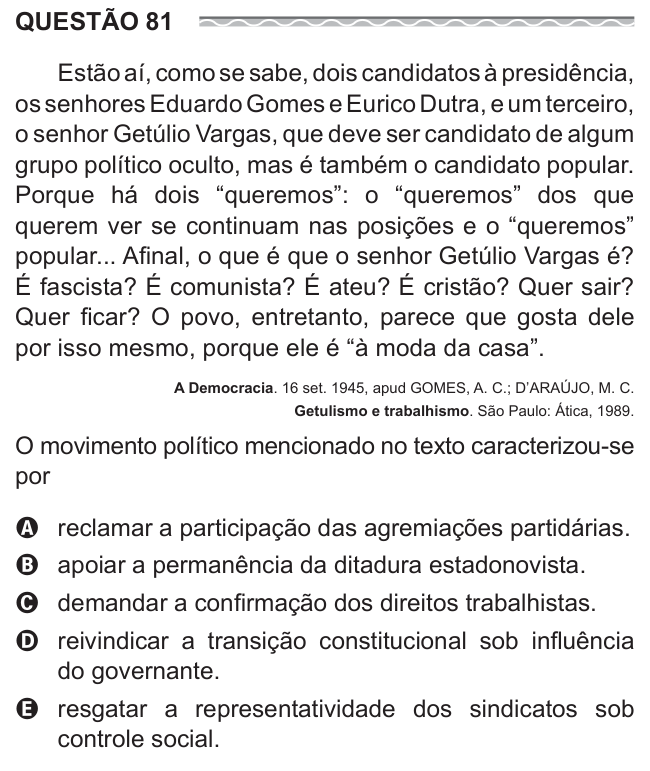 QUESTÃO 81
Estão aí, como se sabe, dois candidatos à presidência,
os senhores Eduardo Gomes e Eurico Dutra, e um terceiro,
o senhor Getúlio Vargas, que deve ser candidato de algum
grupo político oculto, mas é também o candidato popular.
Porque há dois “queremos”: o “queremos” dos que
querem ver se continuam nas posições e o “queremos”
popular... Afinal, o que é que o senhor Getúlio Vargas é?
É fascista? É comunista? É ateu? É cristão? Quer sair?
Quer ficar? O povo, entretanto, parece que gosta dele
por isso mesmo, porque ele é “à moda da casa”.
A Democracia. 16 set. 1945, apud GOMES, A. C.; D’ARAÚJO, M. C.
Getulismo e trabalhismo. São Paulo: Ática, 1989.
O movimento político mencionado no texto caracterizou-se
por
A reclamar a participação das agremiações partidárias.
B apoiar a permanência da ditadura estadonovista.
C demandar a confirmação dos direitos trabalhistas.
D reivindicar a transição constitucional sob influência
do governante.
E resgatar a representatividade dos sindicatos sob
controle social.